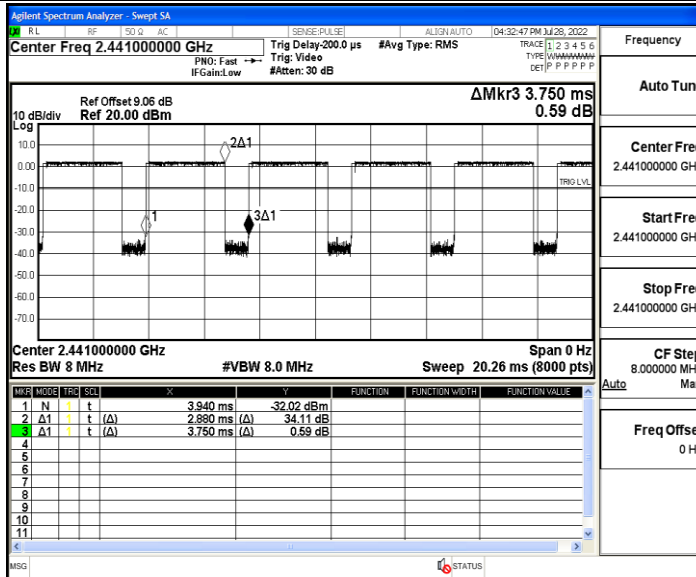 Agilent Spectrum Analyzer - Swept SA
RL RF 50 Ω AC SENSE:PULSE ALIGN AUTO 04:32:47 PM Jul 28, 2022
Center Freq 2.441000000 GHz
PNO: Fast
IFGain:Low
Trig Delay-200.0 µs
Trig: Video
#Atten: 30 dB
#Avg Type: RMS
TRACE 1 2 3 4 5 6
TYPE
DET P P P P P P
ΔMkr3 3.750 ms
0.59 dB
Ref Offset 9.06 dB
10 dB/div Ref 20.00 dBm
Log
10.0
0.00
-10.0
-20.0
-30.0
-40.0
-50.0
-60.0
-70.0
2Δ1
TRIG LVL
1
3Δ1
Center 2.441000000 GHz Span 0 Hz
Res BW 8 MHz #VBW 8.0 MHz Sweep 20.26 ms (8000 pts)
MKR MODE TRC SCL X Y FUNCTION FUNCTION WIDTH FUNCTION VALUE
1 N 1 t 3.940 ms -32.02 dBm
2 Δ1 1 t (Δ) 2.880 ms (Δ) 34.11 dB
3 Δ1 1 t (Δ) 3.750 ms (Δ) 0.59 dB
4
5
6
7
8
9
10
11
MSG STATUS
Frequency
Auto Tun
Center Fre
2.441000000 GH
Start Fre
2.441000000 GH
Stop Fre
2.441000000 GH
CF Step
8.000000 MH
Auto Ma
Freq Offse
0 H